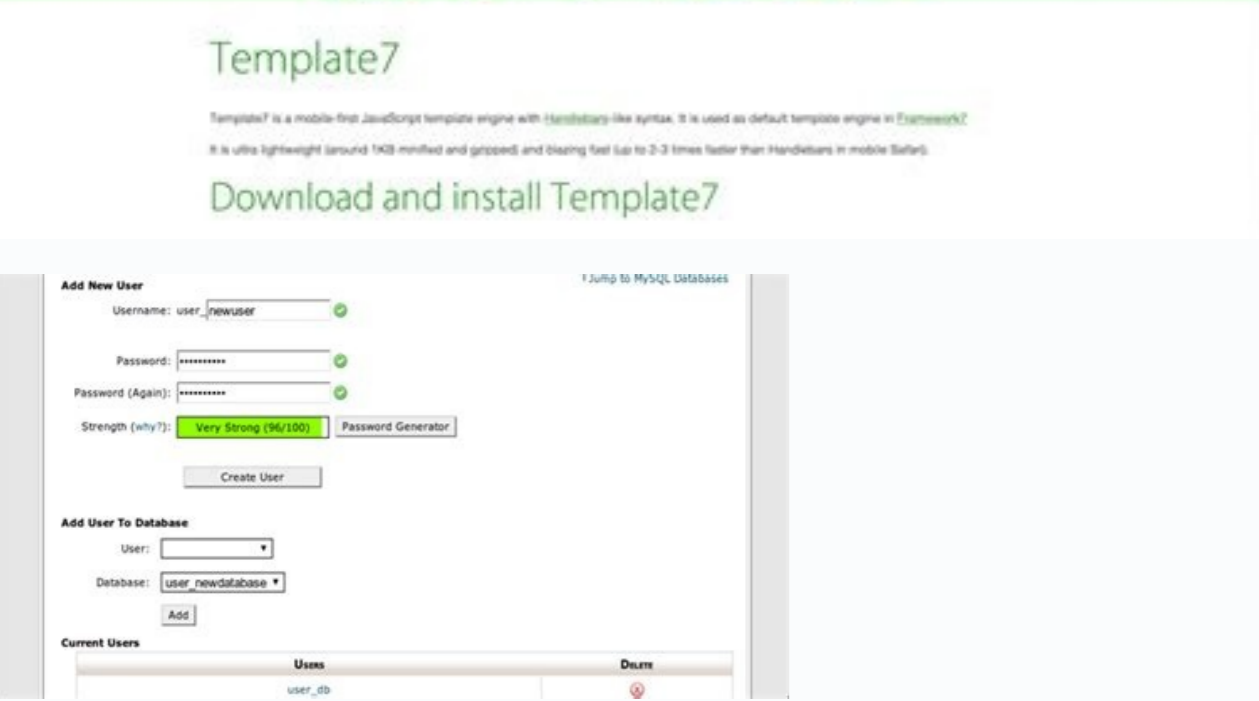 Template7
Template7 is a mobile-first JavaScript template engine with Handlebars-like syntax. It is used as default template engine in Framework7
It is ultra lightweight (around 1KB minified and gzipped) and blazing fast (up to 2-3 times faster than Handlebars in mobile Safari).
Download and install Template7
Jump to MySQL Databases
Add New User
Username: user_newuser
Password: ••••••••••
Password (Again): ••••••••••
Strength (why?): Very Strong (96/100) Password Generator
Create User
Add User To Database
User:
Database: user_newdatabase
Add
Current Users
Users Delete
user_db